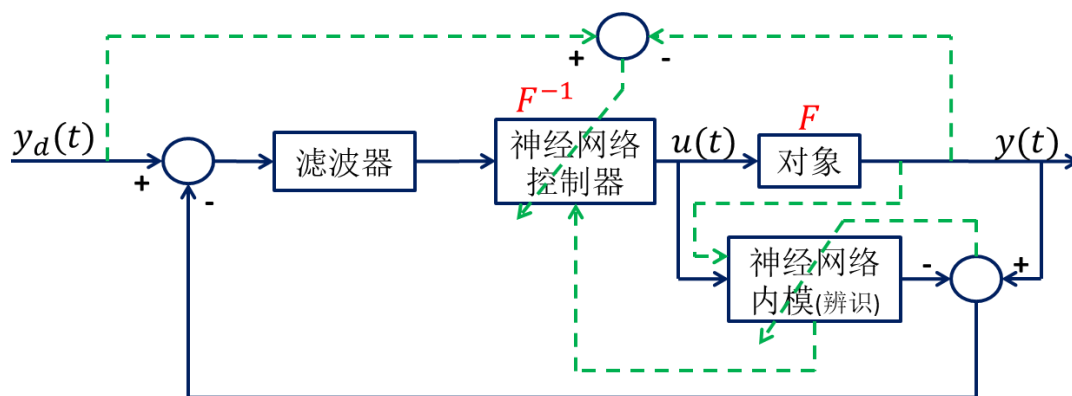 +
-
F⁻¹
F
y_d(t)
+
-
滤波器
神经网络
控制器
u(t)
对象
y(t)
神经网络
内模(辨识)
-
+